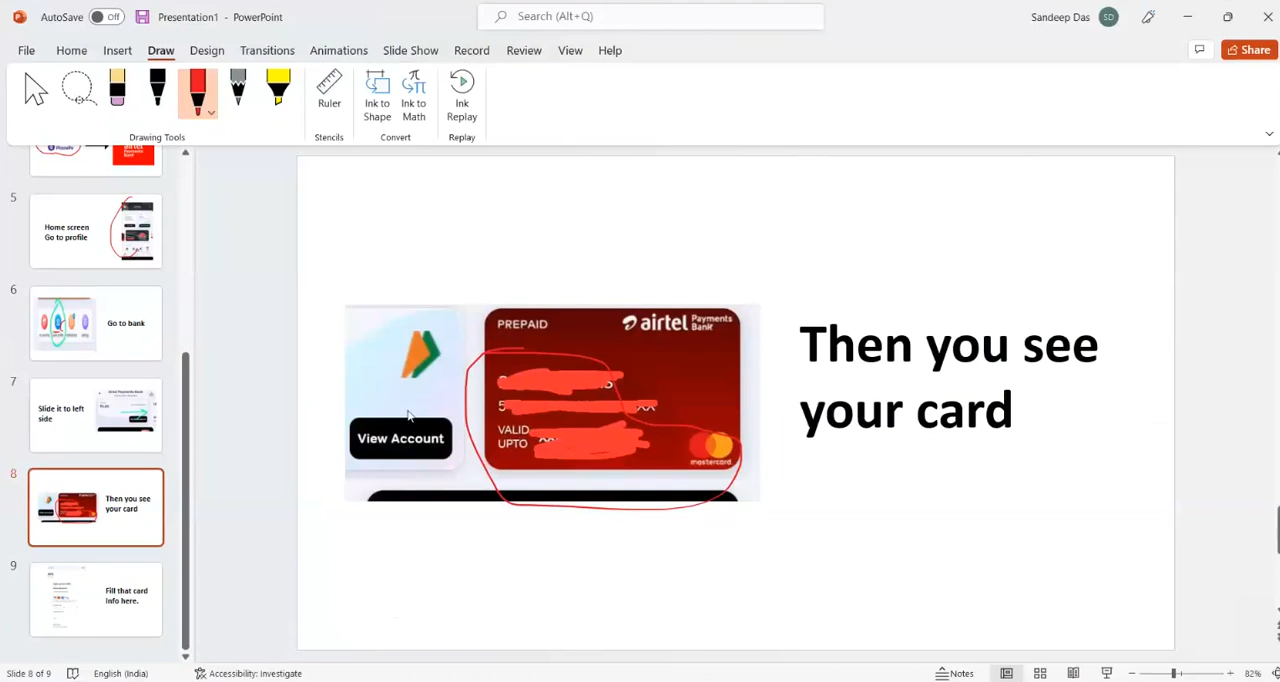 AutoSave Off Presentation1 - PowerPoint Search (Alt+Q) Sandeep Das SD
File Home Insert Draw Design Transitions Animations Slide Show Record Review View Help Share
Ruler
Ink to Shape
Ink to Math
Ink Replay
Drawing Tools Stencils Convert Replay
airtel
Payments
Bank
5
Home screen
Go to profile
6
Go to bank
7
Slide it to left
side
8
Then you see
your card
9
Fill that card
Info here.
PREPAID
airtel Payments Bank
View Account
VALID
UPTO
mastercard
Then you see
your card
Slide 8 of 9 English (India) Accessibility: Investigate Notes 82%